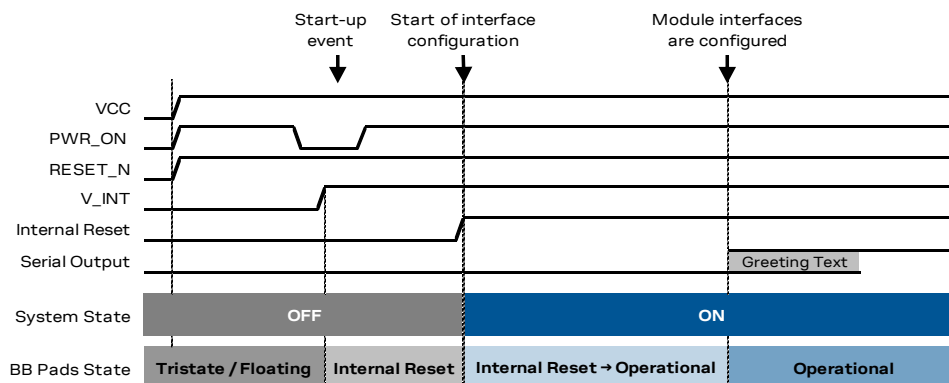 Start-up
event
Start of interface
configuration
Module interfaces
are configured
VCC
PWR_ON
RESET_N
V_INT
Internal Reset
Serial Output
Greeting Text
System State
OFF
ON
BB Pads State
Tristate / Floating
Internal Reset
Internal Reset → Operational
Operational